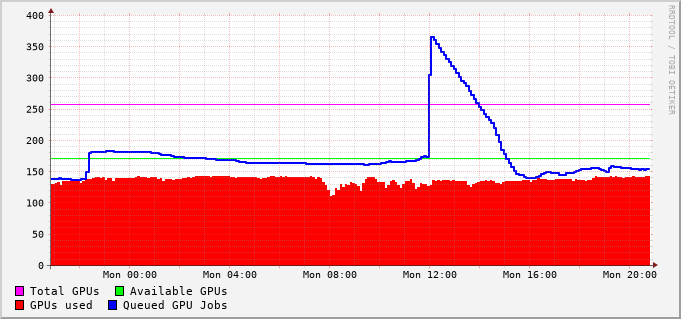 400
350
300
250
200
150
100
50
0
Mon 00:00 Mon 04:00 Mon 08:00 Mon 12:00 Mon 16:00 Mon 20:00
Total GPUs Available GPUs
GPUs used Queued GPU Jobs
RRDTOOL / TOBI OETIKER